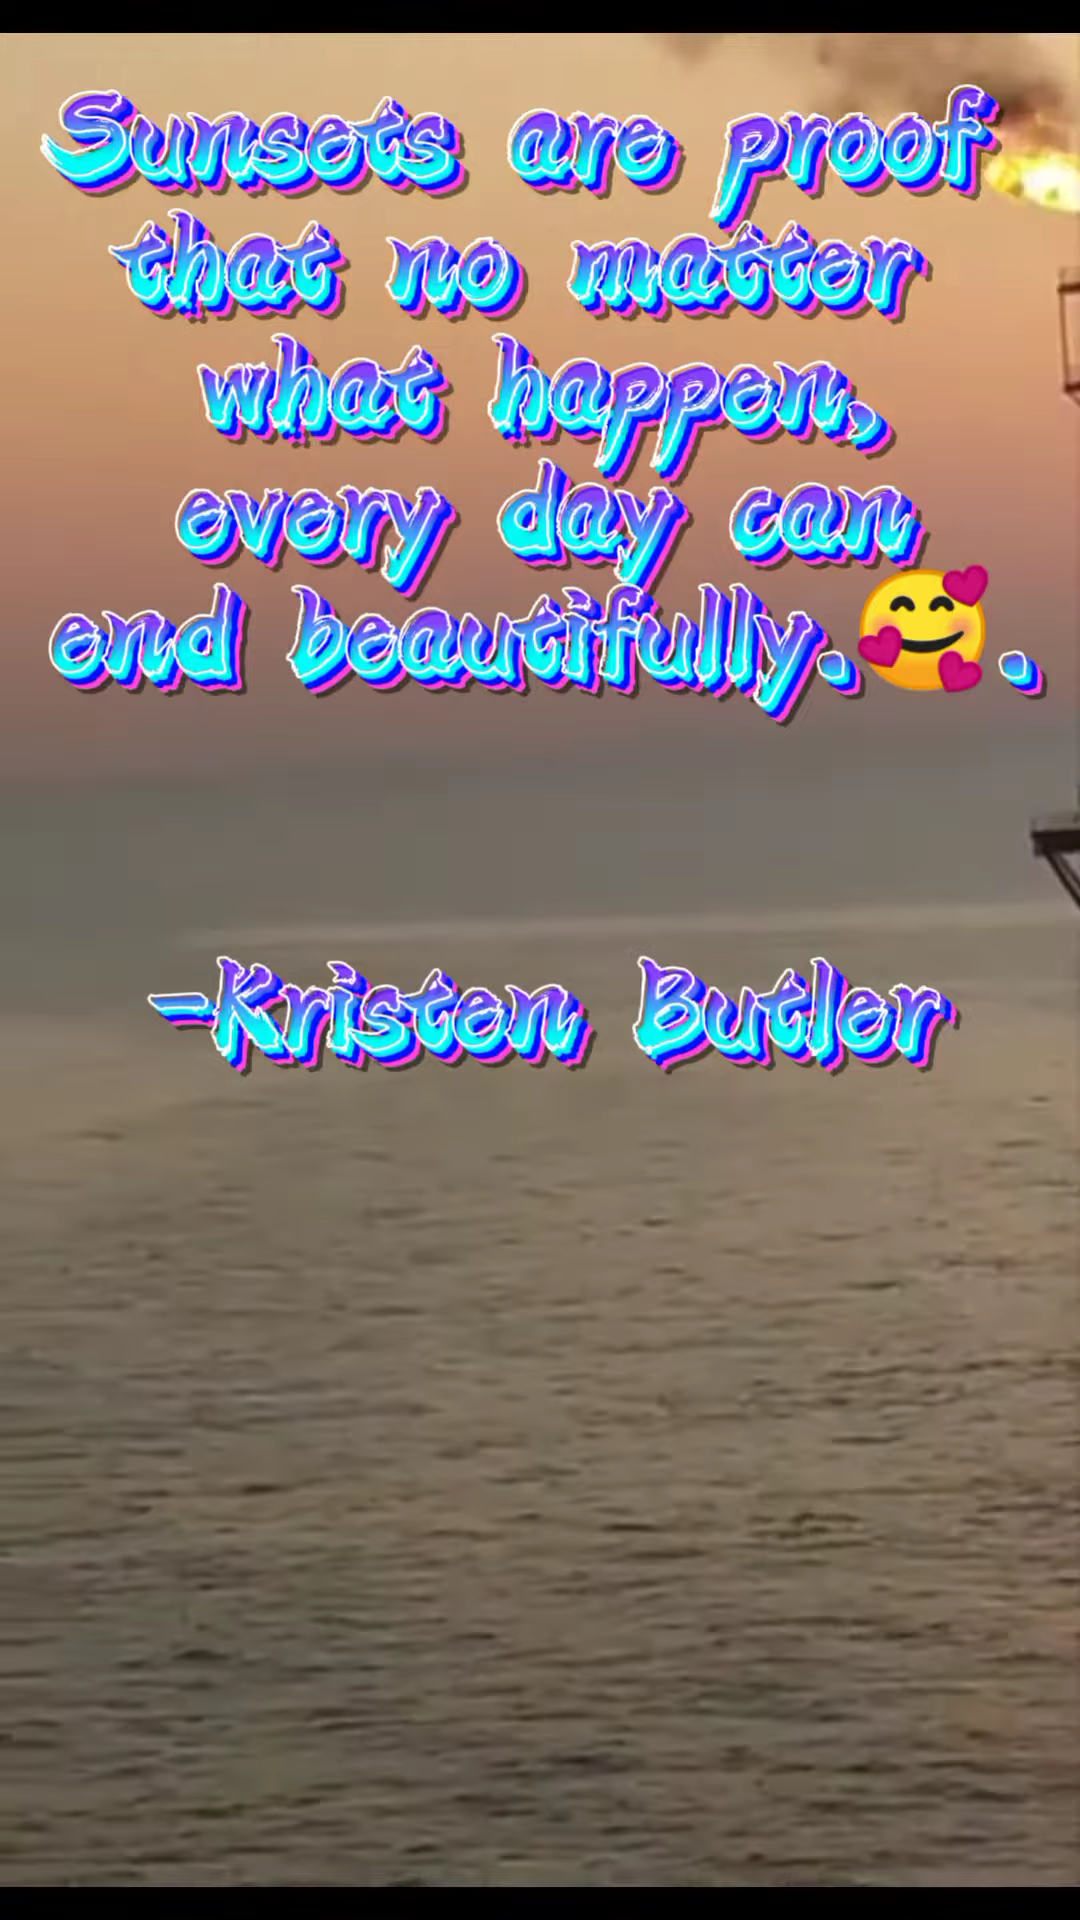 Sunsets are proof
that no matter
what happen,
every day can
end beautifully.🥰.
-Kristen Butler